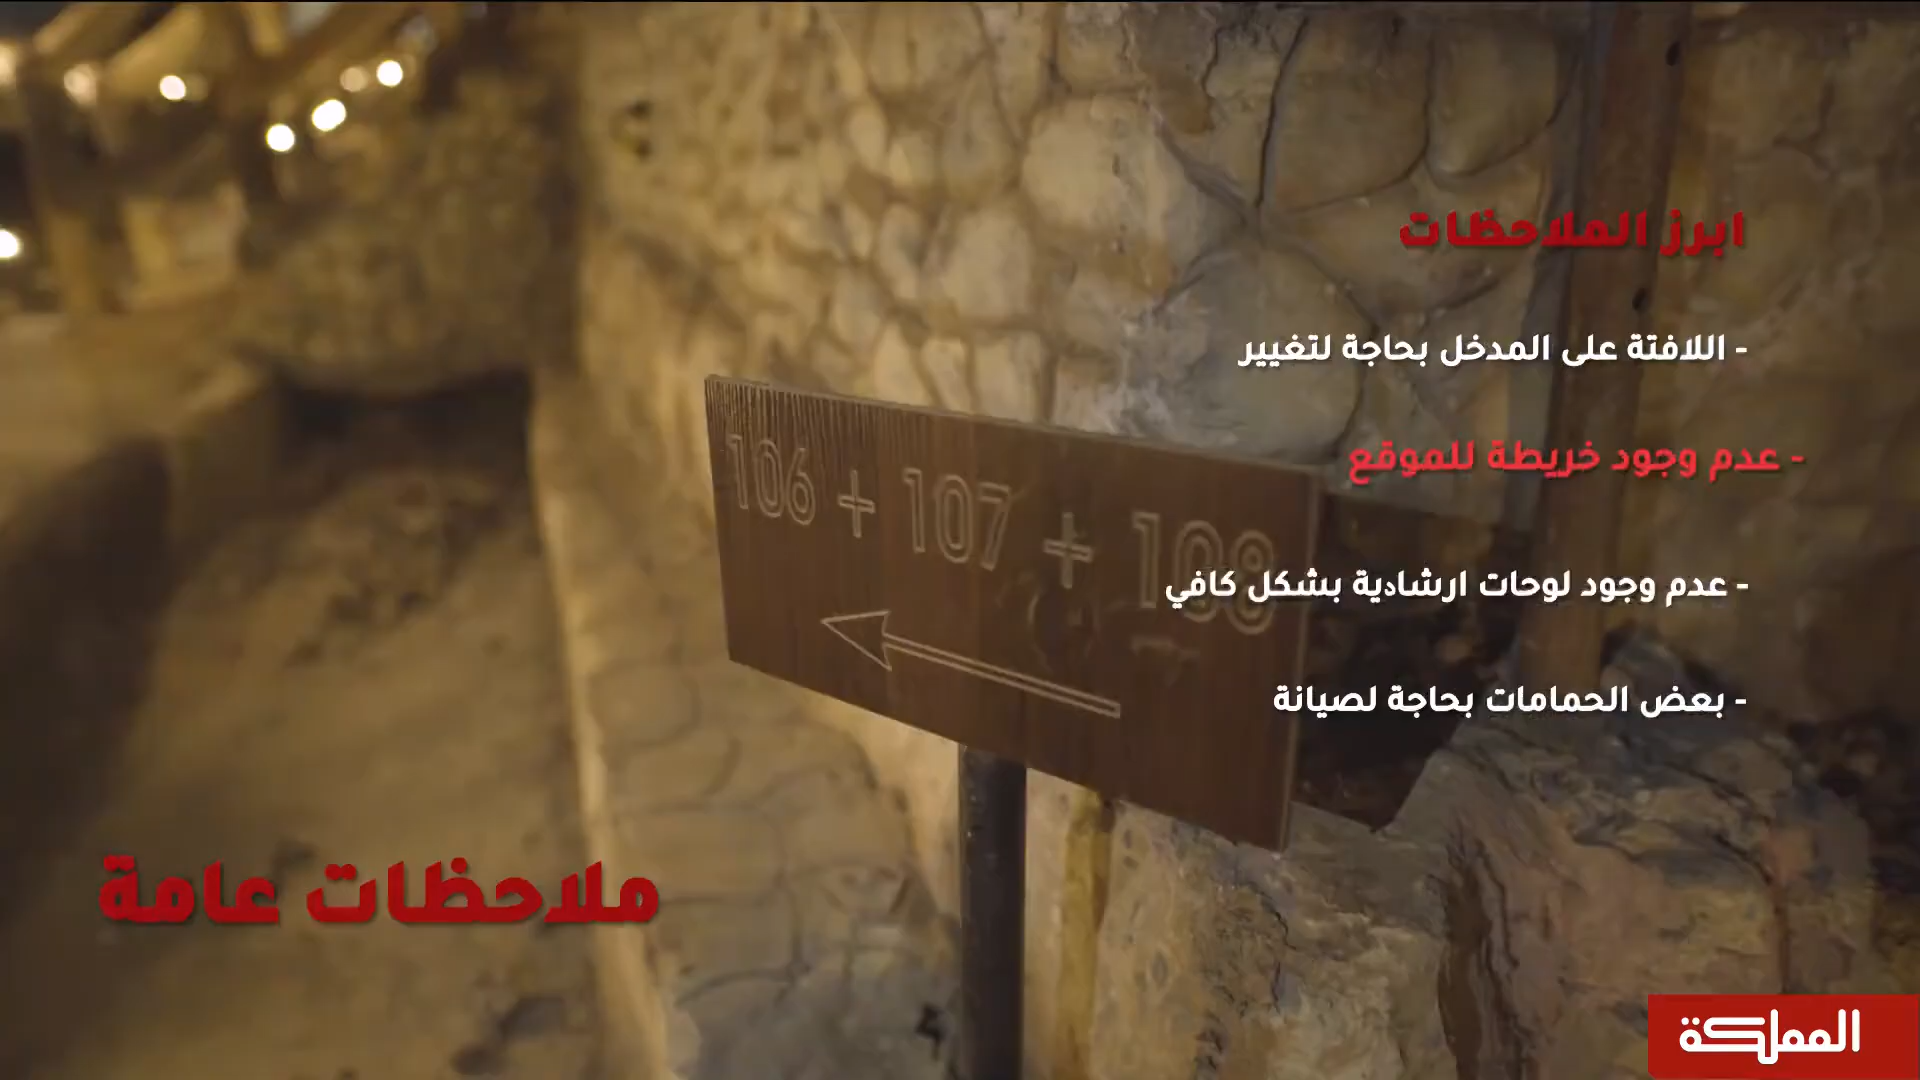 ابرز الملاحظات
- اللافتة على المدخل بحاجة لتغيير
- عدم وجود خريطة للموقع
- عدم وجود لوحات ارشادية بشكل كافي
- بعض الحمامات بحاجة لصيانة
106 + 107 + 108
ملاحظات عامة
المملكة